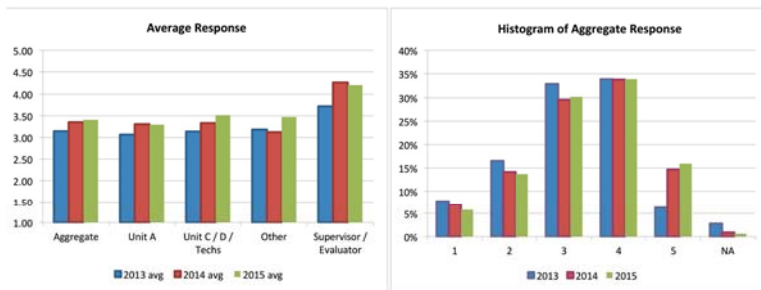 Average Response
5.00
4.50
4.00
3.50
3.00
2.50
2.00
1.50
1.00
Aggregate
Unit A
Unit C / D /
Techs
Other
Supervisor /
Evaluator
2013 avg 2014 avg 2015 avg
Histogram of Aggregate Response
40%
35%
30%
25%
20%
15%
10%
5%
0%
1 2 3 4 5 NA
2013 2014 2015